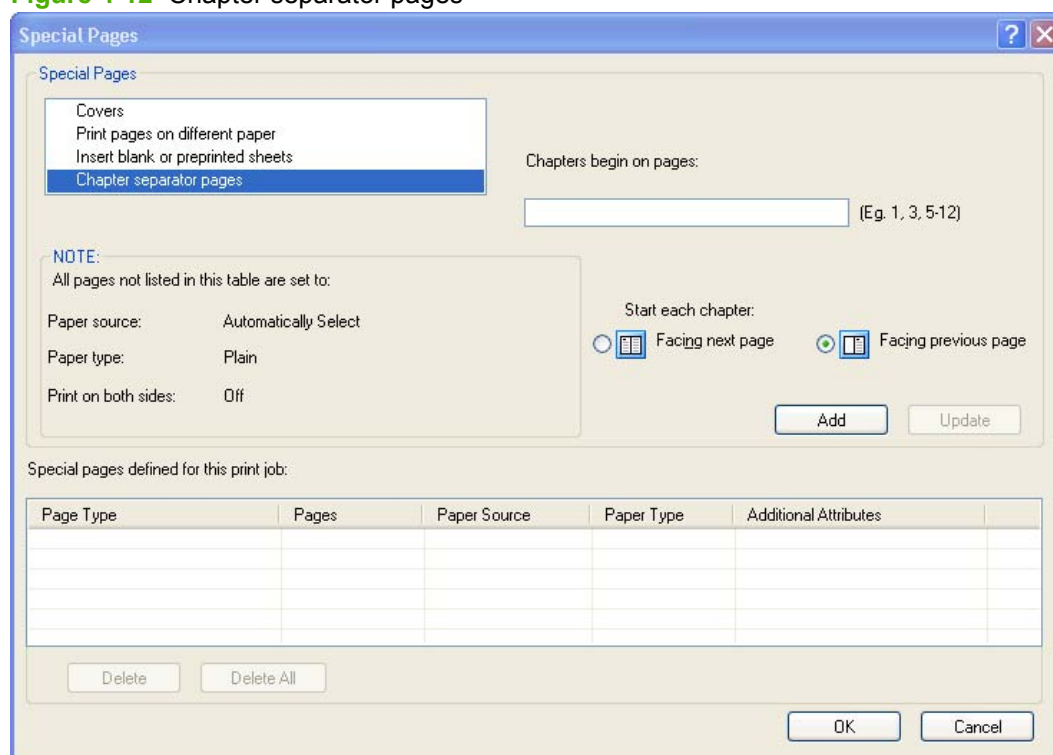 Figure 4-12 Chapter separator pages
Special Pages
Special Pages
Covers
Print pages on different paper
Insert blank or preprinted sheets
Chapter separator pages
Chapters begin on pages:
(Eg. 1, 3, 5-12)
NOTE:
All pages not listed in this table are set to:
Paper source: Automatically Select
Paper type: Plain
Print on both sides: Off
Start each chapter:
Facing next page Facing previous page
Add Update
Special pages defined for this print job:
Page Type Pages Paper Source Paper Type Additional Attributes
Delete Delete All
OK Cancel